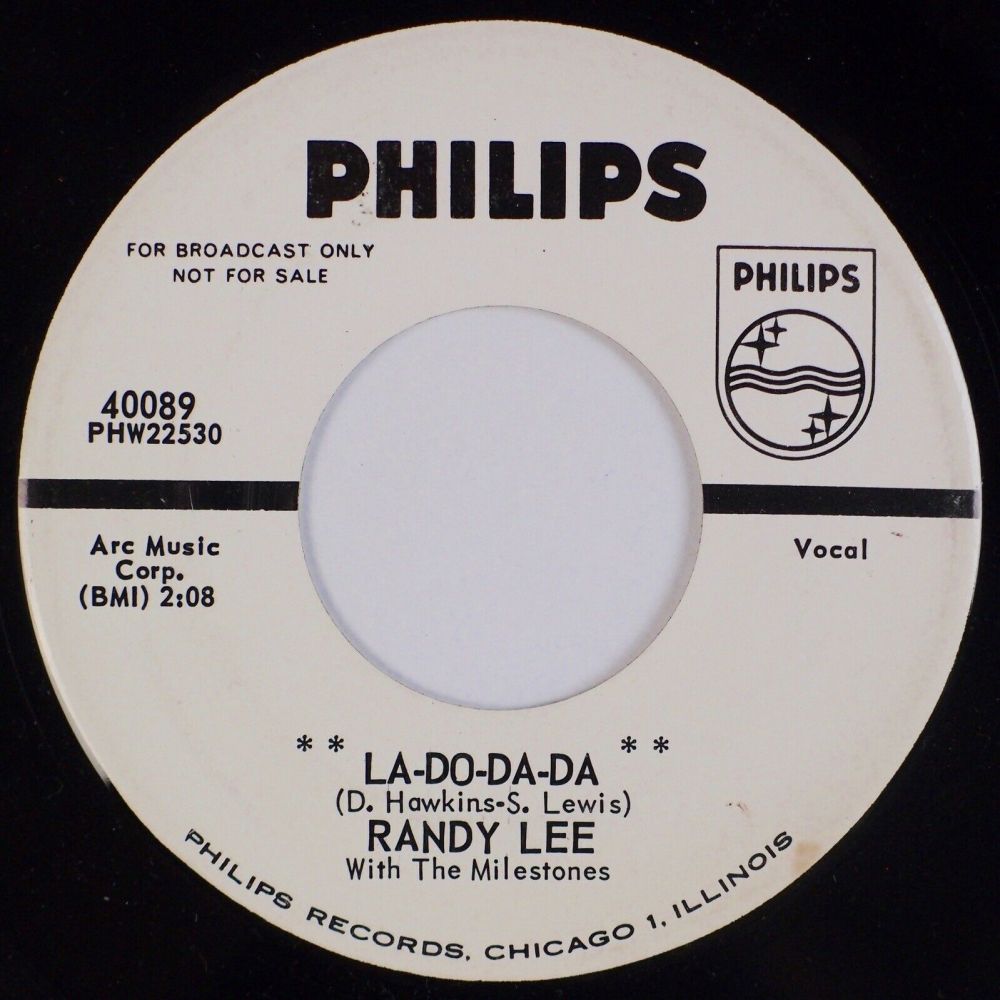 PHILIPS
FOR BROADCAST ONLY
NOT FOR SALE
PHILIPS
40089
PHW22530
Arc Music
Corp.
(BMI) 2:08
Vocal
** LA-DO-DA-DA **
(D. Hawkins-S. Lewis)
RANDY LEE
With The Milestones
PHILIPS RECORDS, CHICAGO 1, ILLINOIS